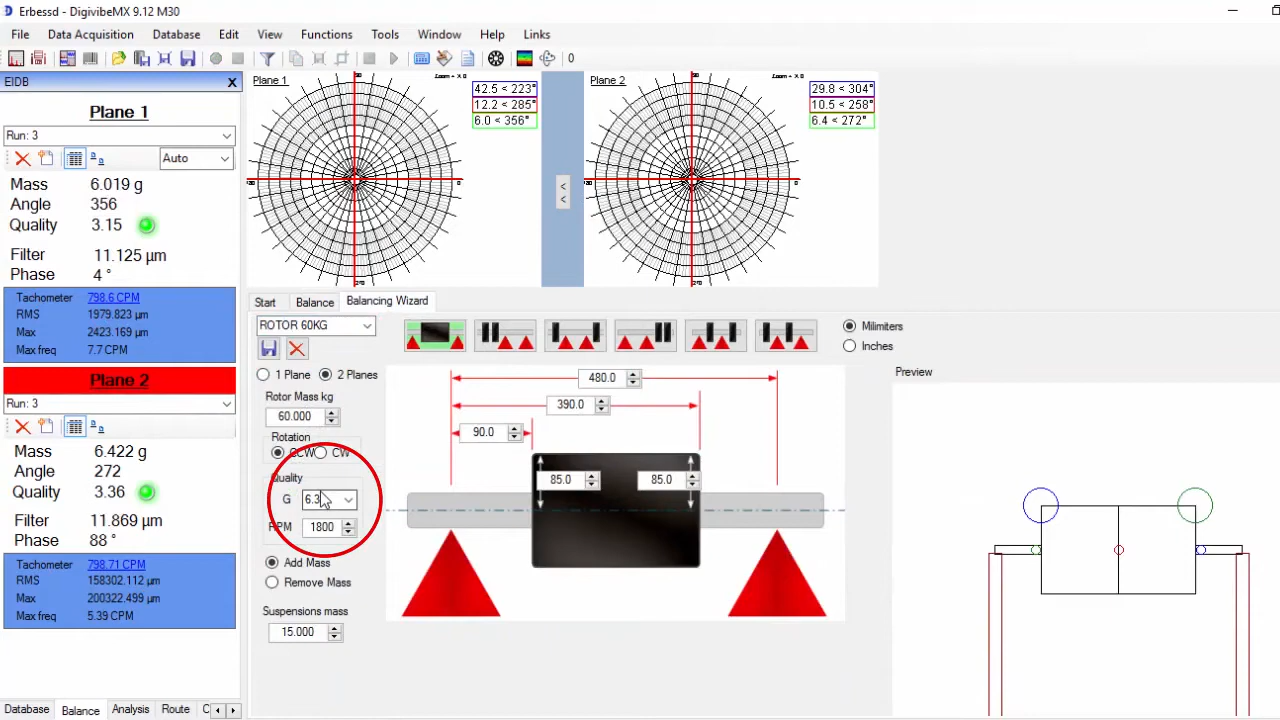 Erbessd - DigivibeMX 9.12 M30
File Data Acquisition Database Edit View Functions Tools Window Help Links
0
EIDB X
Plane 1
Run: 3
Auto
Mass 6.019 g
Angle 356
Quality 3.15
Filter 11.125 µm
Phase 4 °
Tachometer 798.6 CPM
RMS 1979.823 µm
Max 2423.169 µm
Max freq 7.7 CPM
Plane 2
Run: 3
Mass 6.422 g
Angle 272
Quality 3.36
Filter 11.869 µm
Phase 88 °
Tachometer 798.71 CPM
RMS 158302.112 µm
Max 200322.499 µm
Max freq 5.39 CPM
Database Balance Analysis Route
Plane 1
42.5 < 223°
12.2 < 285°
6.0 < 356°
<
<
Plane 2
29.8 < 304°
10.5 < 258°
6.4 < 272°
Start Balance Balancing Wizard
ROTOR 60KG
1 Plane 2 Planes
Rotor Mass kg
60.000
Rotation
CCW CW
Quality
G 6.3
RPM 1800
Add Mass
Remove Mass
Suspensions mass
15.000
480.0
390.0
90.0
85.0 85.0
Milimiters
Inches
Preview